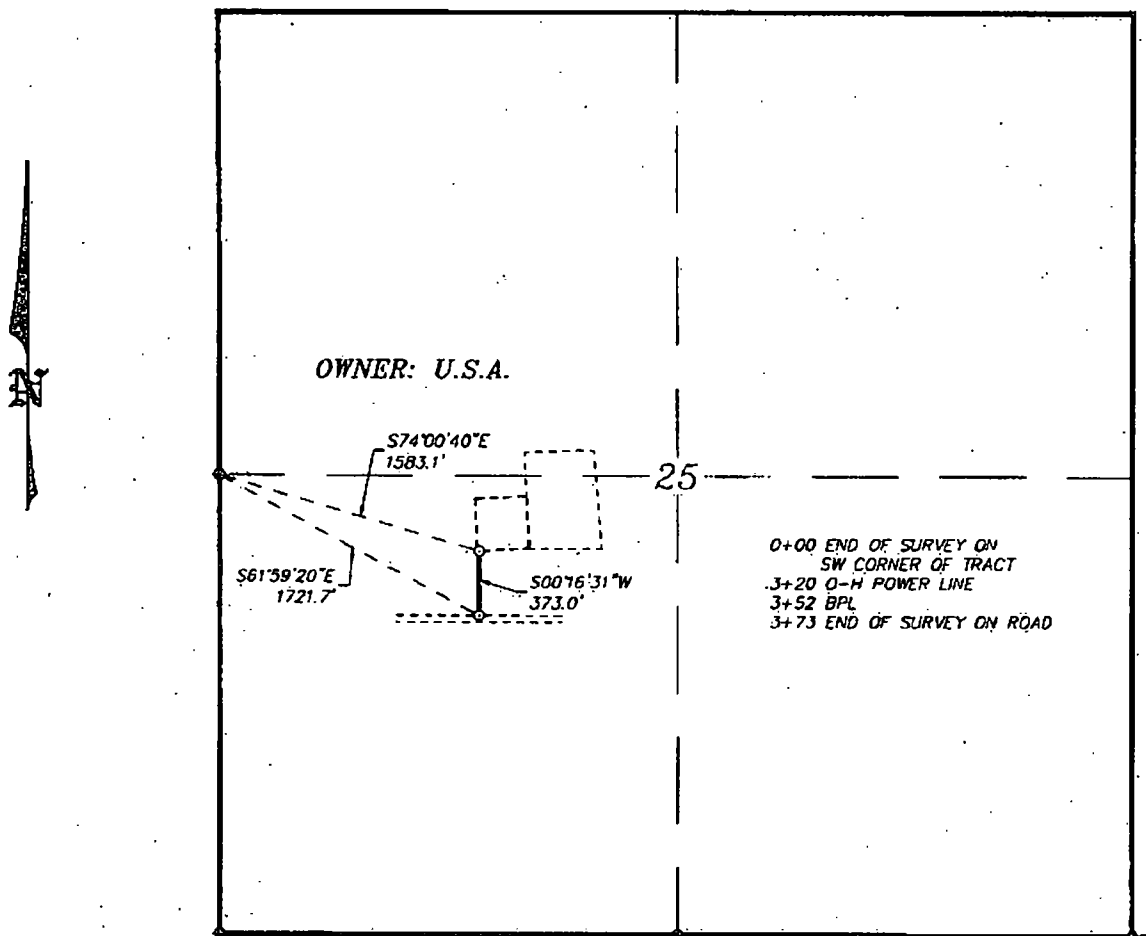 OWNER: U.S.A.
S74°00'40"E
1583.1'
25
S61°59'20"E
1721.7'
S00°16'31"W
373.0'
0+00 END OF SURVEY ON
SW CORNER OF TRACT
3+20 O-H POWER LINE
3+52 BPL
3+73 END OF SURVEY ON ROAD